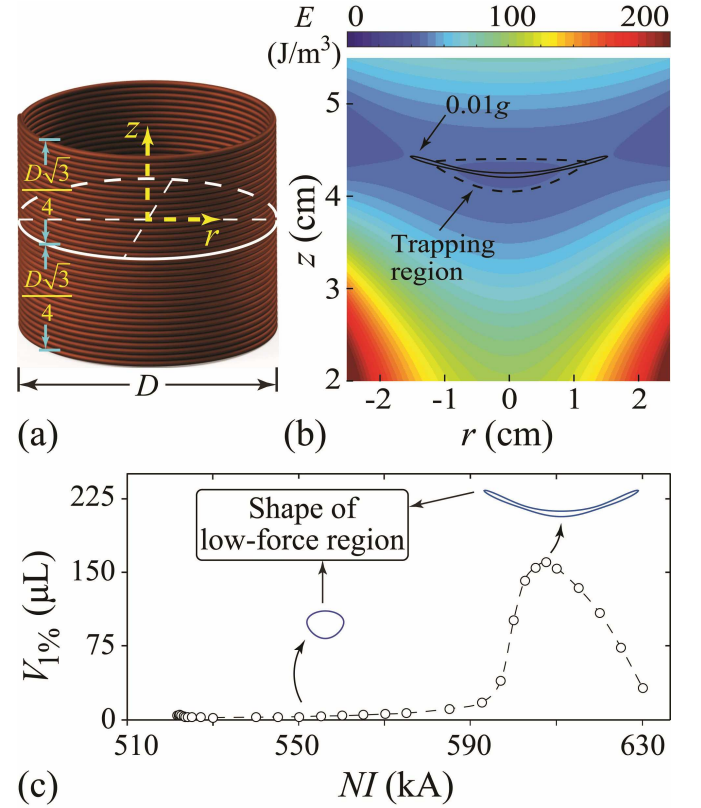 (a)
z
r
D√3
4
D√3
4
D
(b)
E
(J/m³)
0 100 200
5
4
3
2
z (cm)
0.01g
Trapping
region
-2 -1 0 1 2
r (cm)
(c)
225
150
75
0
V1% (μL)
Shape of
low-force region
510 550 590 630
NI (kA)